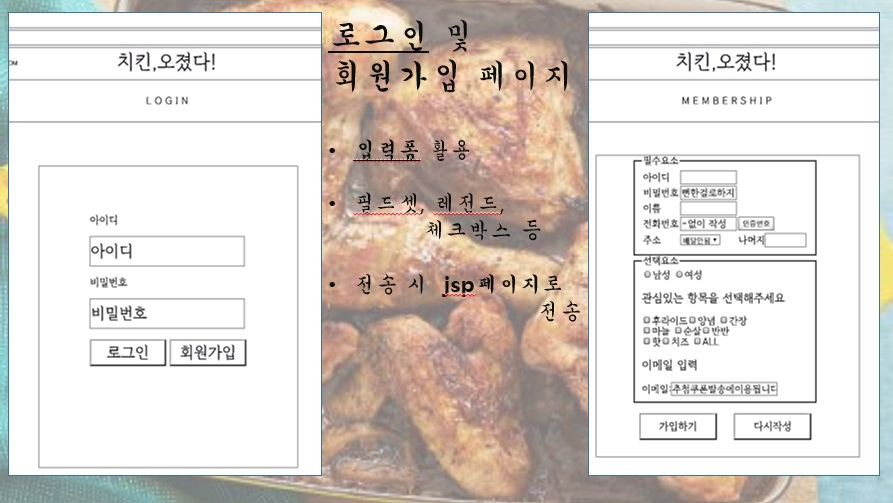 치킨,오졌다!
LOGIN
아이디
아이디
비밀번호
비밀번호
로그인 회원가입
로그인 및
회원가입 페이지
• 입력폼 활용
• 필드셋, 레전드,
체크박스 등
• 전송 시 jsp페이지로
전송
치킨,오졌다!
MEMBERSHIP
필수요소
아이디
비밀번호 뻔한걸로하지
이름
전화번호 -없이 작성 인증번호
주소 나머지
선택요소
남성 여성
관심있는 항목을 선택해주세요
후라이드 양념 간장
마늘 순살 반반
핫 치즈 ALL
이메일 입력
이메일: 추첨쿠폰발송에이용됩니다
가입하기 다시작성